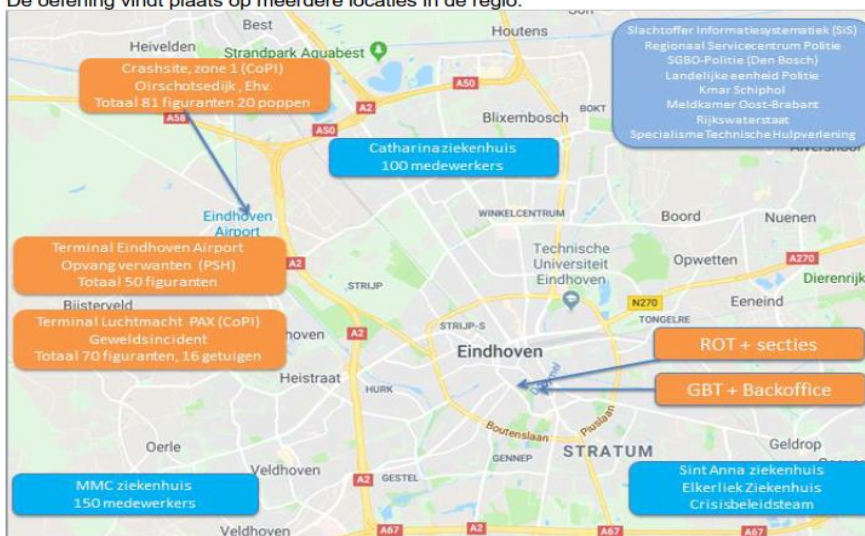 De oefening vindt plaats op meerdere locaties in de regio.
Best
Houtens
Heivelden
Strandpark Aquabest
Slachtoffer Informatiesystematiek (SiS)
Regionaal Servicecentrum Politie
SGBO-Politie (Den Bosch)
Landelijke eenheid Politie
Kmar Schiphol
Meldkamer Oost-Brabant
Rijkswaterstaat
Specialisme Technische Hulpverlening
Crashsite, zone 1 (CoPI)
Oirschotsedijk , Ehv.
Totaal 81 figuranten 20 poppen
A2
A50
A58
A50
BOKT
Blixembosch
Catharina ziekenhuis
100 medewerkers
Eindhoven
Airport
WINKELCENTRUM
Boord
Nuenen
Terminal Eindhoven Airport
Opvang verwanten (PSH)
Totaal 50 figuranten
A2
Technische
Universiteit
Eindhoven
Opwetten
A270
Dierenrijk
STRIJP
N270
Eeneind
TONGELRE
Terminal Luchtmacht PAX (CoPI)
Geweldsincident
Totaal 70 figuranten, 16 getuigen
A2
STRIJP-S
Eindhoven
ROT + secties
GBT + Backoffice
Heistraat
HURK
Boutenslaan
Piuslaan
STRATUM
Oerle
Geldrop
GENNEP
Veldhoven
GESTEL
A2
MMC ziekenhuis
150 medewerkers
Sint Anna ziekenhuis
Elkerliek Ziekenhuis
Crisisbeleidsteam
Veldhoven
A67
A67